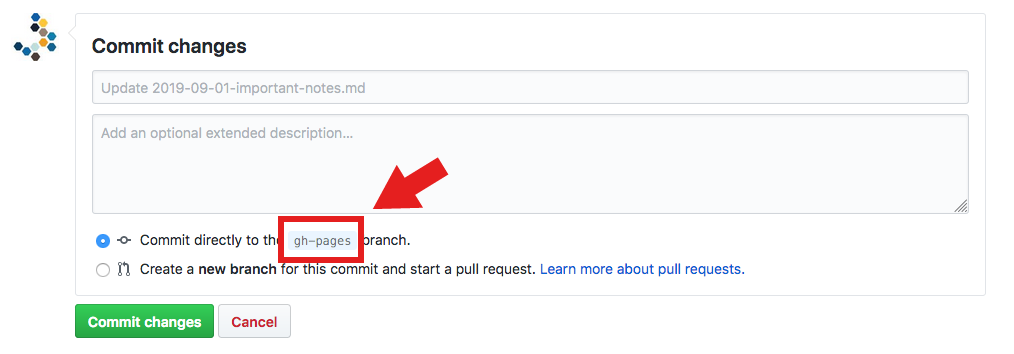 Commit changes
Update 2019-09-01-important-notes.md
Add an optional extended description...
Commit directly to the gh-pages branch.
Create a new branch for this commit and start a pull request. Learn more about pull requests.
Commit changes
Cancel